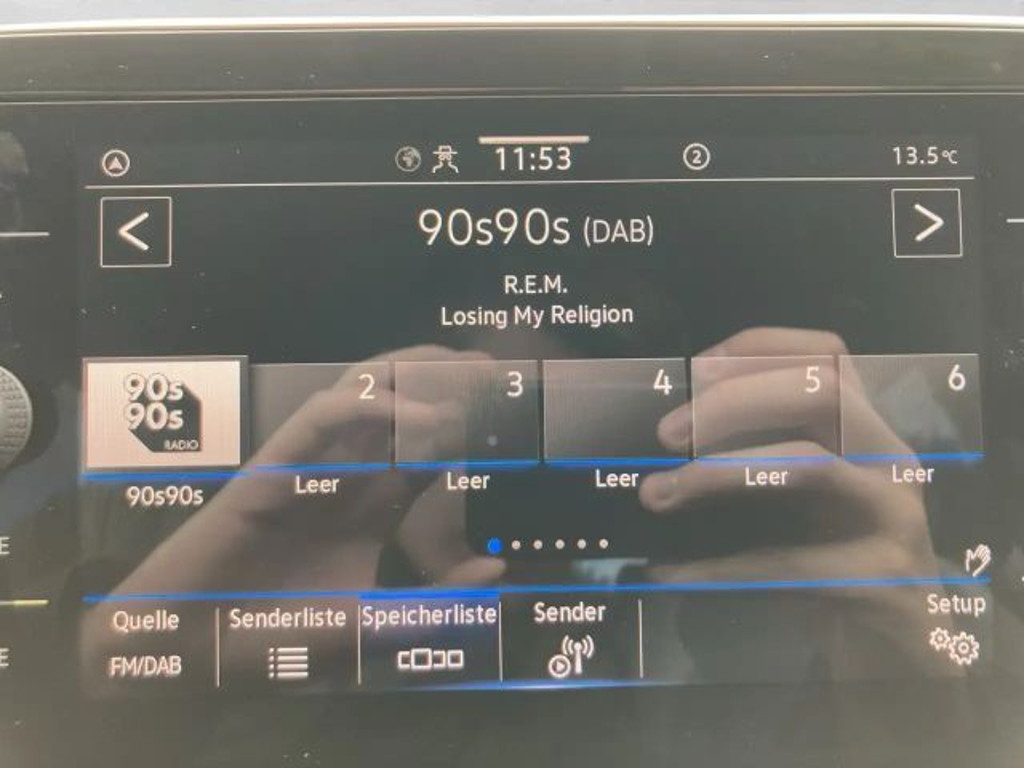 11:53
2
13.5°C
<
90s90s (DAB)
>
R.E.M.
Losing My Religion
90s
90s
RADIO
2
3
4
5
6
90s90s
Leer
Leer
Leer
Leer
Leer
Quelle
Senderliste
Speicherliste
Sender
Setup
FM/DAB
E
E